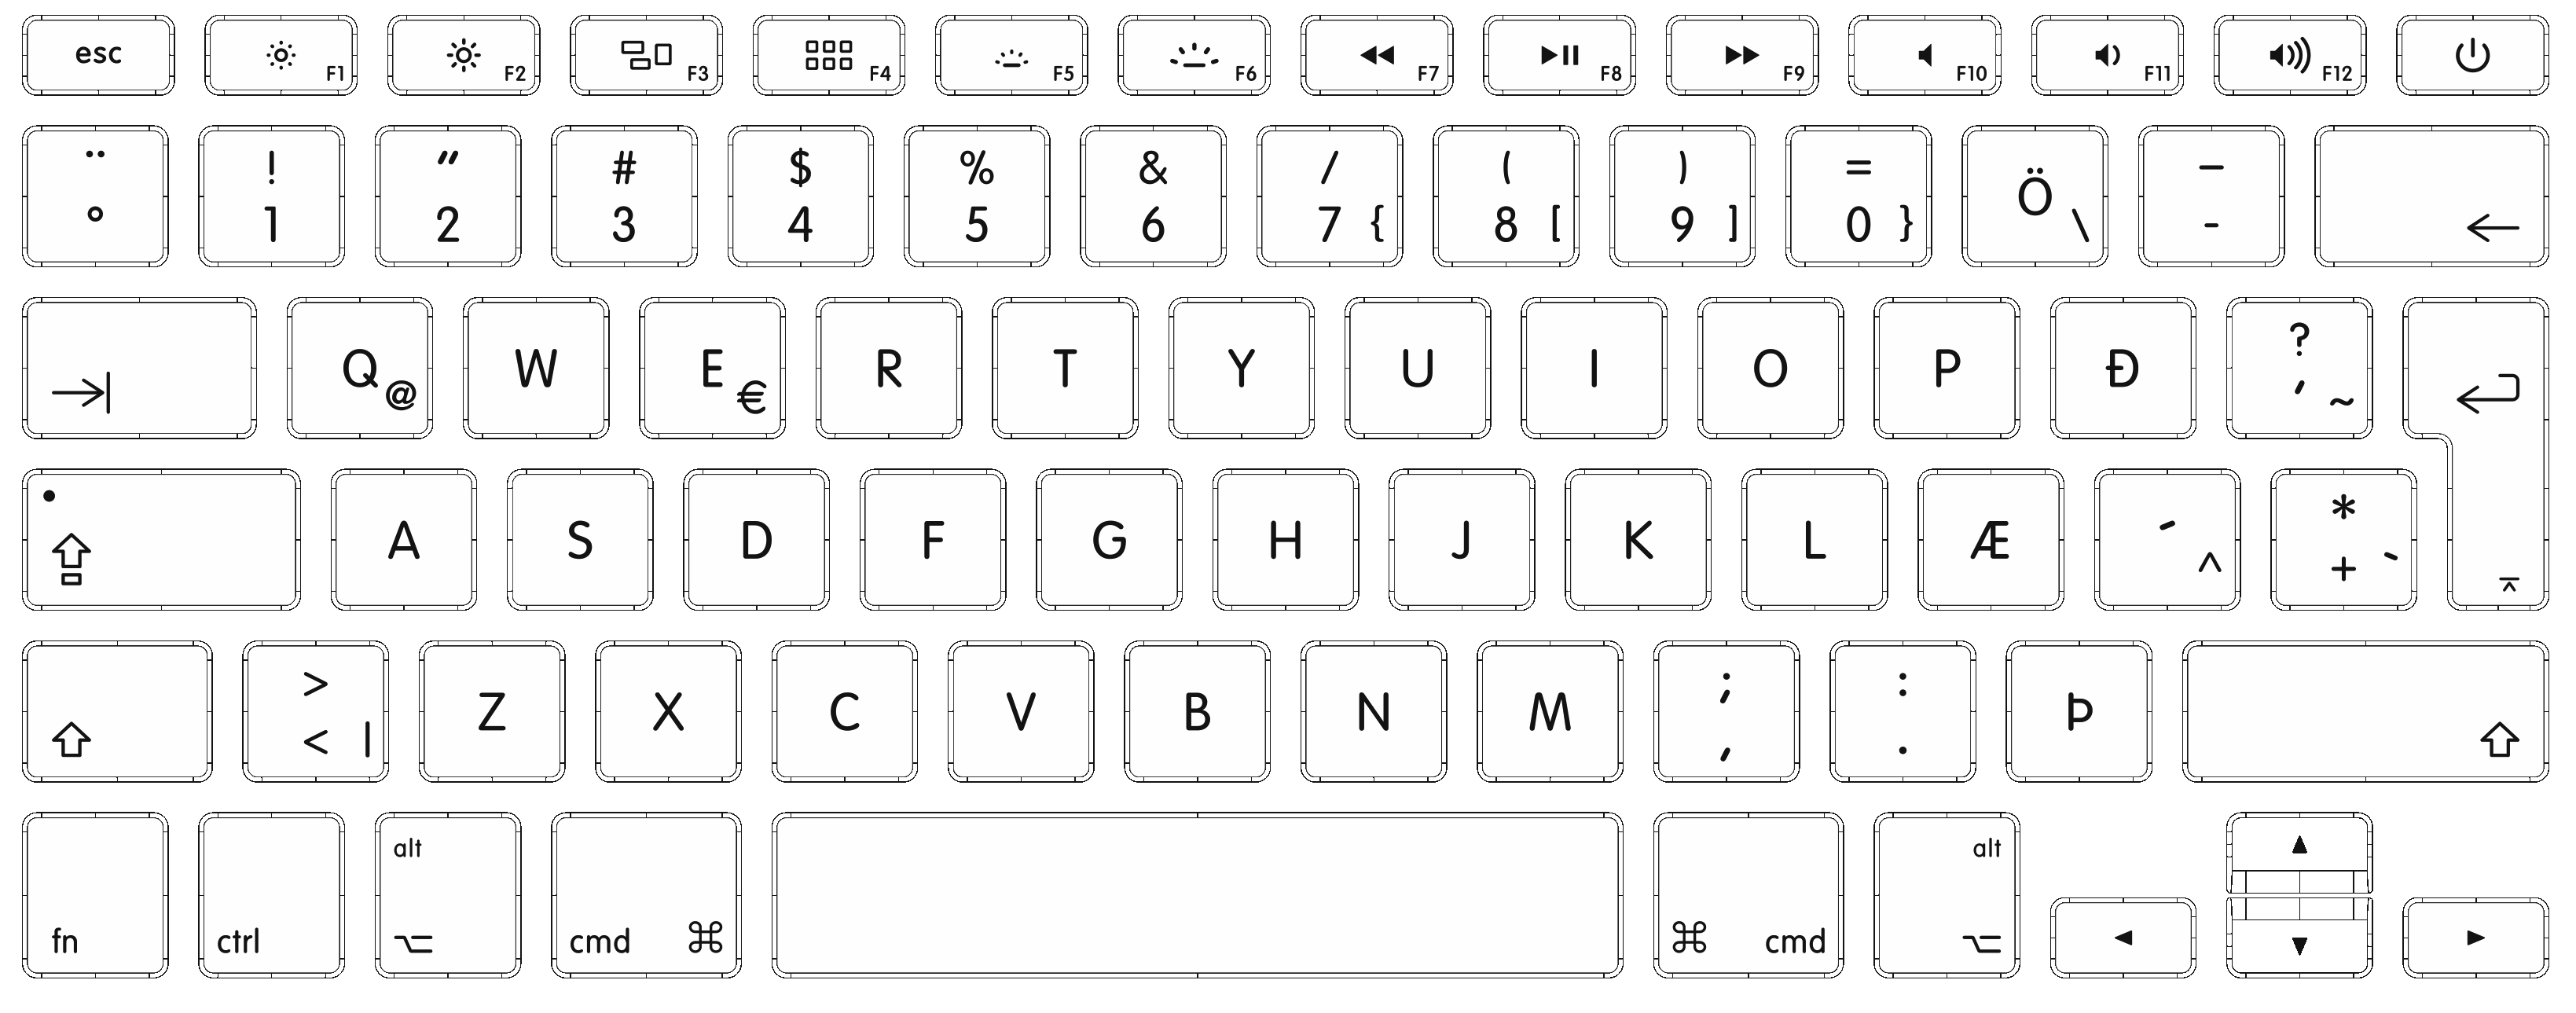 esc F1 F2 F3 F4 F5 F6 F7 F8 F9 F10 F11 F12
¨ ! ″ # $ % & / ( ) = Ö \ —
° 1 2 3 4 5 6 7 { 8 [ 9 ] 0 } -
Q @ W E € R T Y U I O P Ð ? ´ ~
A S D F G H J K L Æ ´ ^ * + `
> < | Z X C V B N M ; , : . Þ
alt alt
fn ctrl ⌥ cmd ⌘ ⌘ cmd ⌥